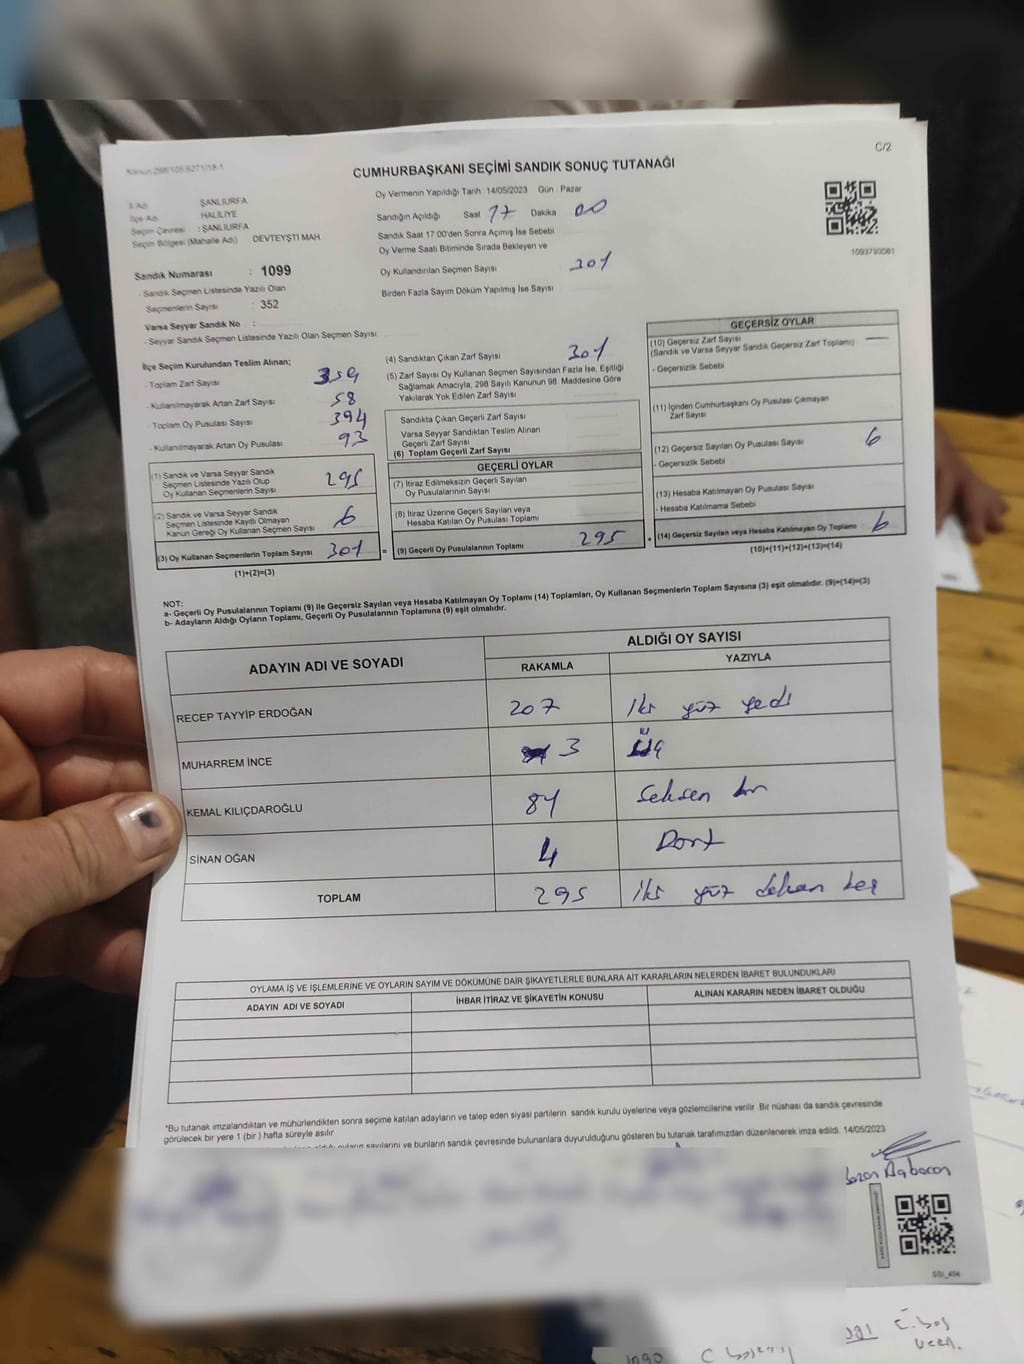 Kanun 298/105,6271/18-1
C/2
CUMHURBAŞKANI SEÇİMİ SANDIK SONUÇ TUTANAĞI
İl Adı ŞANLIURFA
İlçe Adı HALİLİYE
Seçim Çevresi : ŞANLIURFA
Seçim Bölgesi (Mahalle Adı) DEVTEYŞTİ MAH
Sandık Numarası : 1099
- Sandık Seçmen Listesinde Yazılı Olan
Seçmenlerin Sayısı : 352
Varsa Seyyar Sandık No :
- Seyyar Sandık Seçmen Listesinde Yazılı Olan Seçmen Sayısı
Oy Vermenin Yapıldığı Tarih : 14/05/2023 Gün : Pazar
Sandığın Açıldığı Saat 17 Dakika 00
Sandık Saat 17:00'den Sonra Açımış İse Sebebi
Oy Verme Saati Bitiminde Sırada Bekleyen ve
Oy Kullandırılan Seçmen Sayısı 301
Birden Fazla Sayım Döküm Yapılmış İse Sayısı
1093793081
İlçe Seçim Kurulundan Teslim Alınan;
- Toplam Zarf Sayısı 359
- Kullanılmayarak Artan Zarf Sayısı 58
- Toplam Oy Pusulası Sayısı 394
- Kullanılmayarak Artan Oy Pusulası 93
(1) Sandık ve Varsa Seyyar Sandık
Seçmen Listesinde Yazılı Olup
Oy Kullanan Seçmenlerin Sayısı 295
(2) Sandık ve Varsa Seyyar Sandık
Seçmen Listesinde Kayıtlı Olmayan
Kanun Gereği Oy Kullanan Seçmen Sayısı 6
(3) Oy Kullanan Seçmenlerin Toplam Sayısı 301 =
(1)+(2)=(3)
(4) Sandıktan Çıkan Zarf Sayısı 301
(5) Zarf Sayısı Oy Kullanan Seçmen Sayısından Fazla İse, Eşitliği
Sağlamak Amacıyla, 298 Sayılı Kanunun 98. Maddesine Göre
Yakılarak Yok Edilen Zarf Sayısı
Sandıkta Çıkan Geçerli Zarf Sayısı
Varsa Seyyar Sandıktan Teslim Alınan
Geçerli Zarf Sayısı
(6) Toplam Geçerli Zarf Sayısı
GEÇERLİ OYLAR
(7) İtiraz Edilmeksizin Geçerli Sayılan
Oy Pusulalarının Sayısı
(8) İtiraz Üzerine Geçerli Sayılan veya
Hesaba Katılan Oy Pusulası Toplamı
(9) Geçerli Oy Pusulalarının Toplamı 295 +
GEÇERSİZ OYLAR
(10) Geçersiz Zarf Sayısı
(Sandık ve Varsa Seyyar Sandık Geçersiz Zarf Toplamı) —
- Geçersizlik Sebebi
(11) İçinden Cumhurbaşkanı Oy Pusulası Çıkmayan
Zarf Sayısı
(12) Geçersiz Sayılan Oy Pusulası Sayısı 6
- Geçersizlik Sebebi
(13) Hesaba Katılmayan Oy Pusulası Sayısı
- Hesaba Katılmama Sebebi
(14) Geçersiz Sayılan veya Hesaba Katılmayan Oy Toplamı 6
(10)+(11)+(12)+(13)=(14)
NOT:
a- Geçerli Oy Pusulalarının Toplamı (9) ile Geçersiz Sayılan veya Hesaba Katılmayan Oy Toplamı (14) Toplamları, Oy Kullanan Seçmenlerin Toplam Sayısına (3) eşit olmalıdır. (9)+(14)=(3)
b- Adayların Aldığı Oyların Toplamı, Geçerli Oy Pusulalarının Toplamına (9) eşit olmalıdır.
ADAYIN ADI VE SOYADI ALDIĞI OY SAYISI
RAKAMLA YAZIYLA
RECEP TAYYİP ERDOĞAN 207 İki yüz yedi
MUHARREM İNCE 3 Üç
KEMAL KILIÇDAROĞLU 81 Seksen bir
SİNAN OĞAN 4 Dört
TOPLAM 295 iki yüz doksan beş
OYLAMA İŞ VE İŞLEMLERİNE VE OYLARIN SAYIM VE DÖKÜMÜNE DAİR ŞİKAYETLERLE BUNLARA AİT KARARLARIN NELERDEN İBARET BULUNDUKLARI
ADAYIN ADI VE SOYADI İHBAR İTİRAZ VE ŞİKAYETİN KONUSU ALINAN KARARIN NEDEN İBARET OLDUĞU
*Bu tutanak imzalandıktan ve mühürlendikten sonra seçime katılan adayların ve talep eden siyasi partilerin sandık kurulu üyelerine veya gözlemcilerine verilir. Bir nüshası da sandık çevresinde
görülecek bir yere 1 (bir) hafta süreyle asılır
aldığı oyların sayılarını ve bunların sandık çevresinde bulunanlara duyurulduğunu gösteren bu tutanak tarafımızdan düzenlenerek imza edildi. 14/05/2023